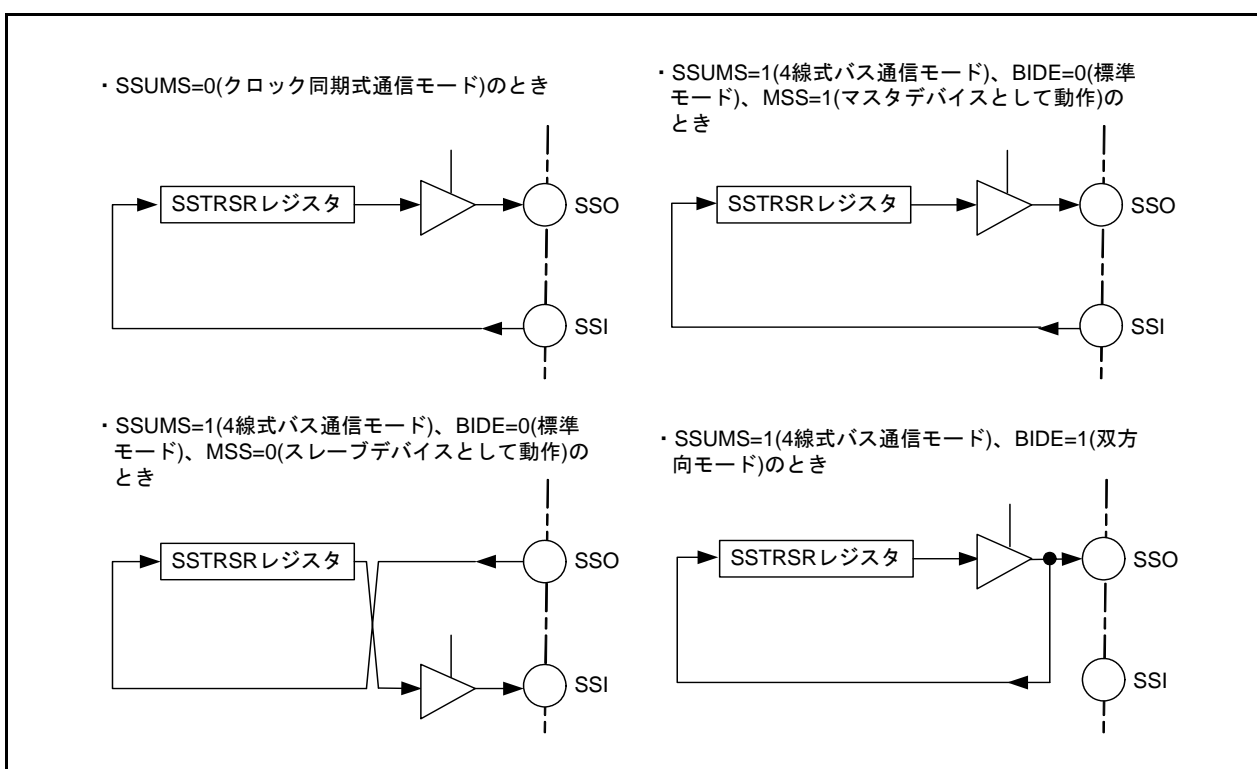 ・SSUMS=0(クロック同期式通信モード)のとき
SSTRSRレジスタ
SSO
SSI
・SSUMS=1(4線式バス通信モード)、BIDE=0(標準
モード)、MSS=1(マスタデバイスとして動作)の
とき
SSTRSRレジスタ
SSO
SSI
・SSUMS=1(4線式バス通信モード)、BIDE=0(標準
モード)、MSS=0(スレーブデバイスとして動作)の
とき
SSTRSRレジスタ
SSO
SSI
・SSUMS=1(4線式バス通信モード)、BIDE=1(双方
向モード)のとき
SSTRSRレジスタ
SSO
SSI